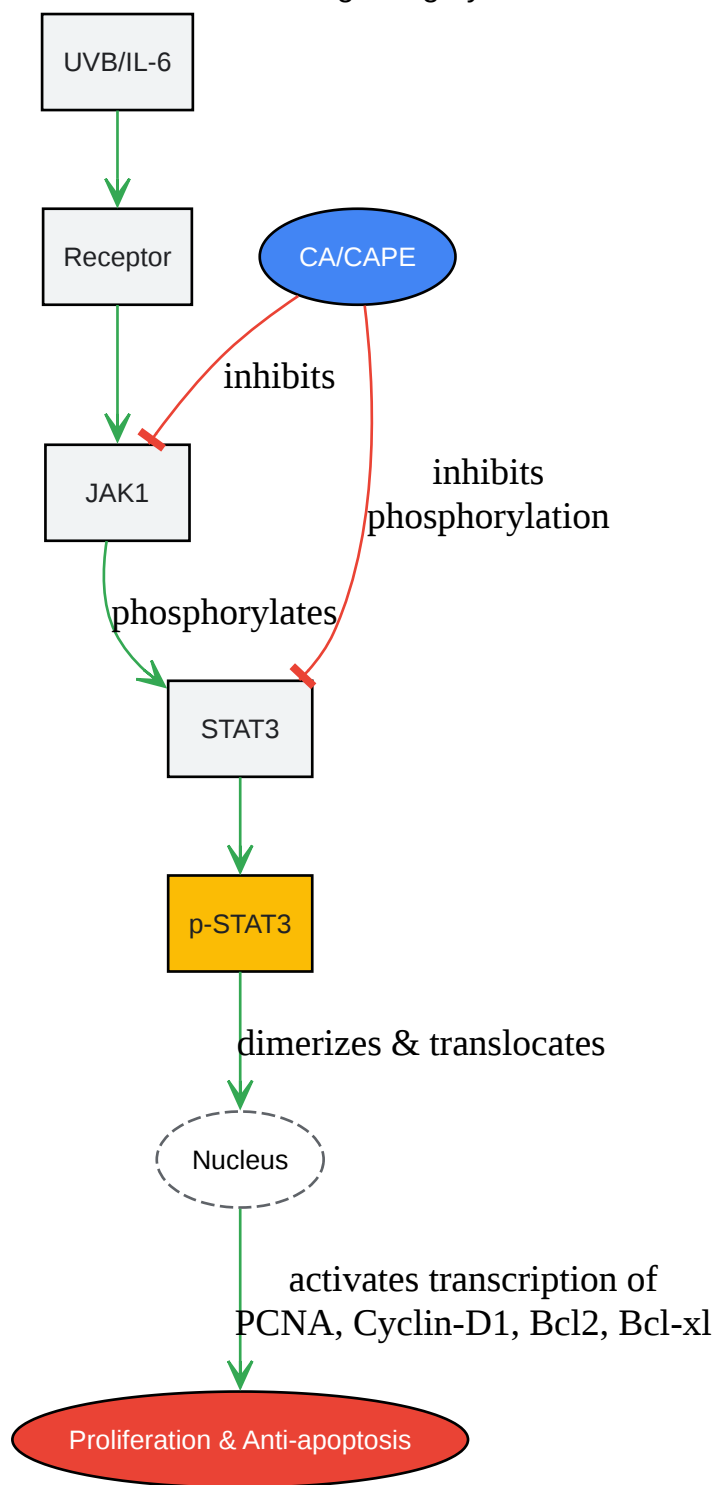 UVB/IL-6
Receptor
CA/CAPE
inhibits
JAK1
inhibits
phosphorylation
phosphorylates
STAT3
p-STAT3
dimerizes & translocates
Nucleus
activates transcription of
PCNA, Cyclin-D1, Bcl2, Bcl-xl
Proliferation & Anti-apoptosis